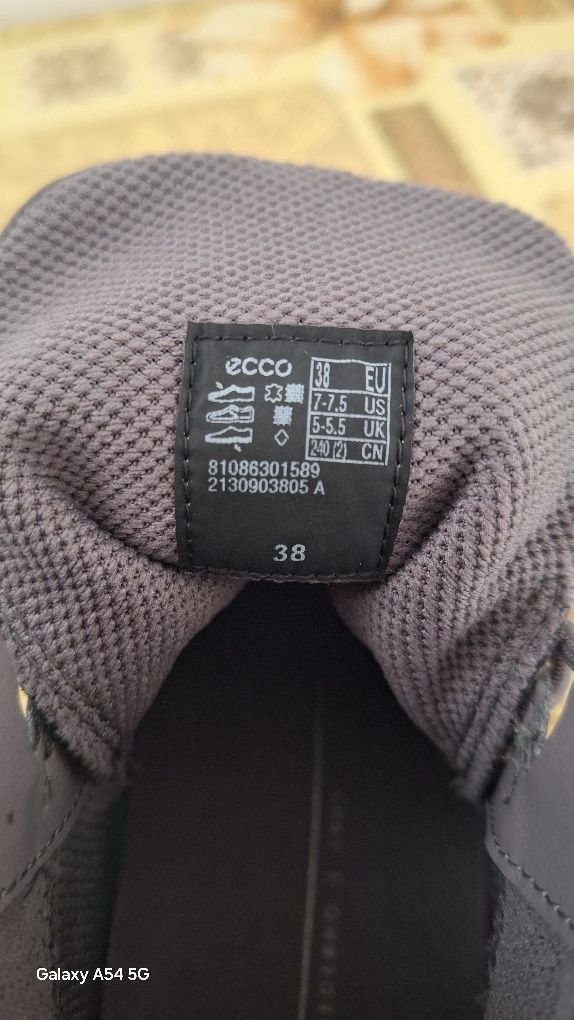 ecco
38 EU
7-7.5 US
5-5.5 UK
240 (2) CN
81086301589
2130903805 A
38
Galaxy A54 5G